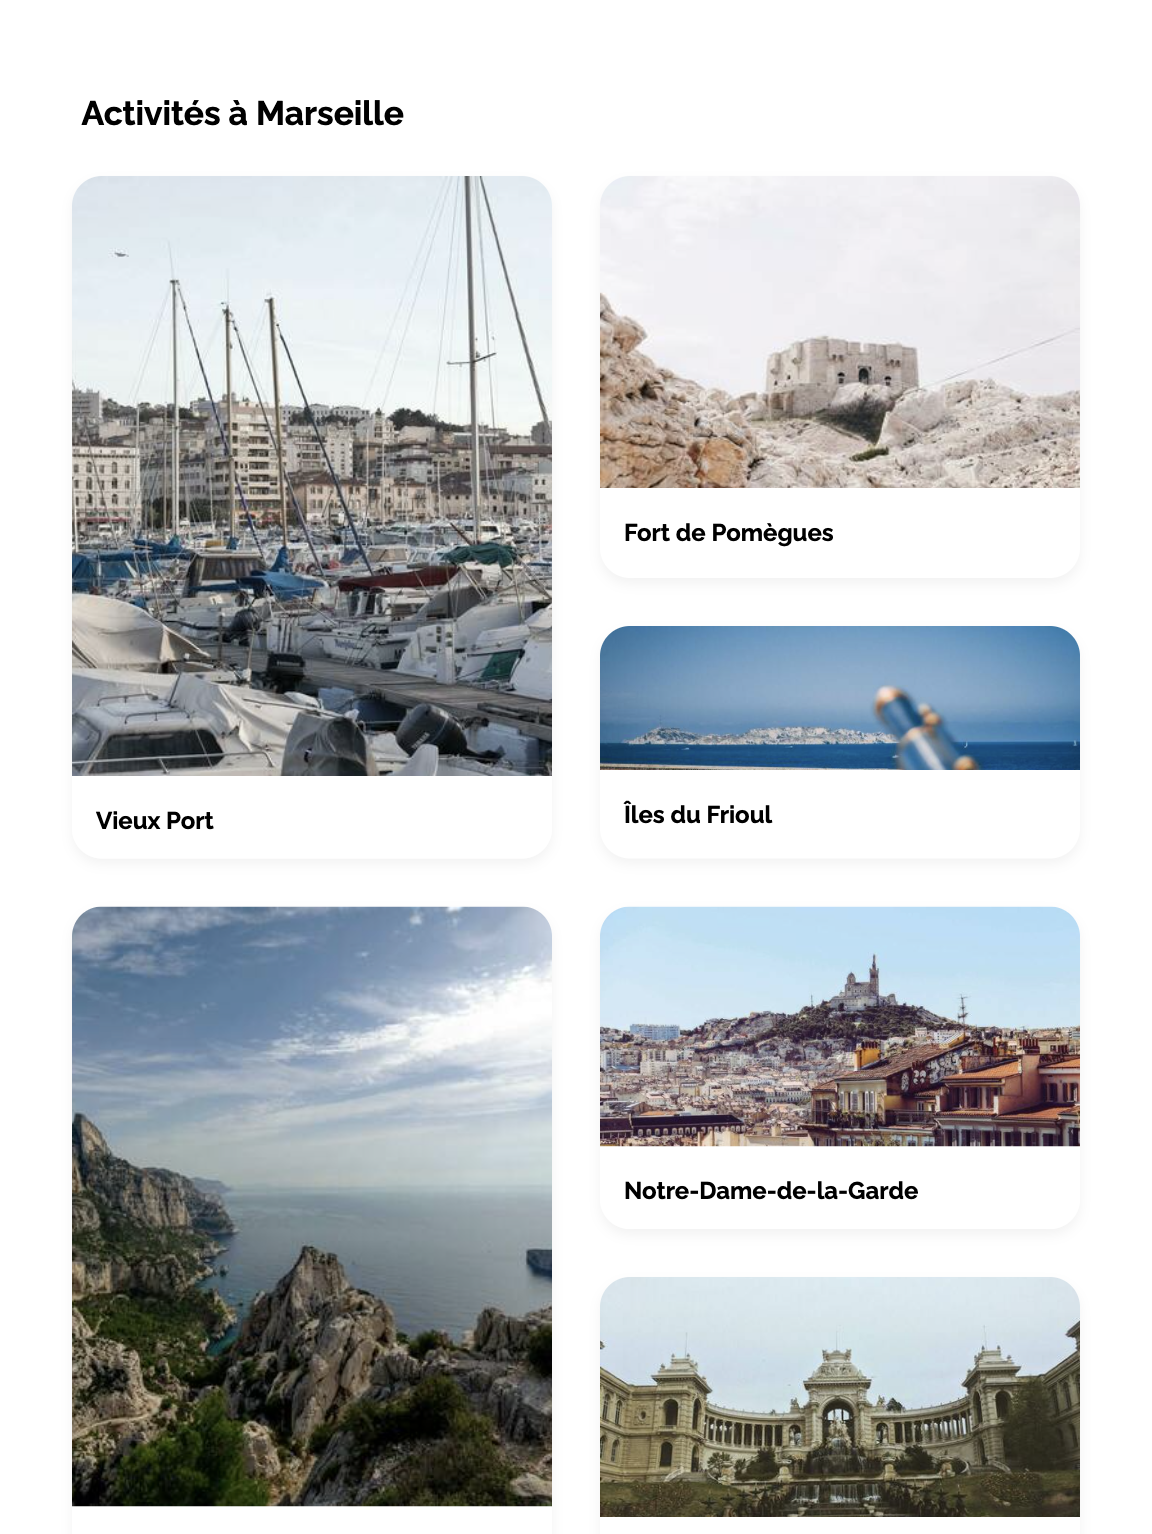 Activités à Marseille
Vieux Port
Fort de Pomègues
Îles du Frioul
Notre-Dame-de-la-Garde